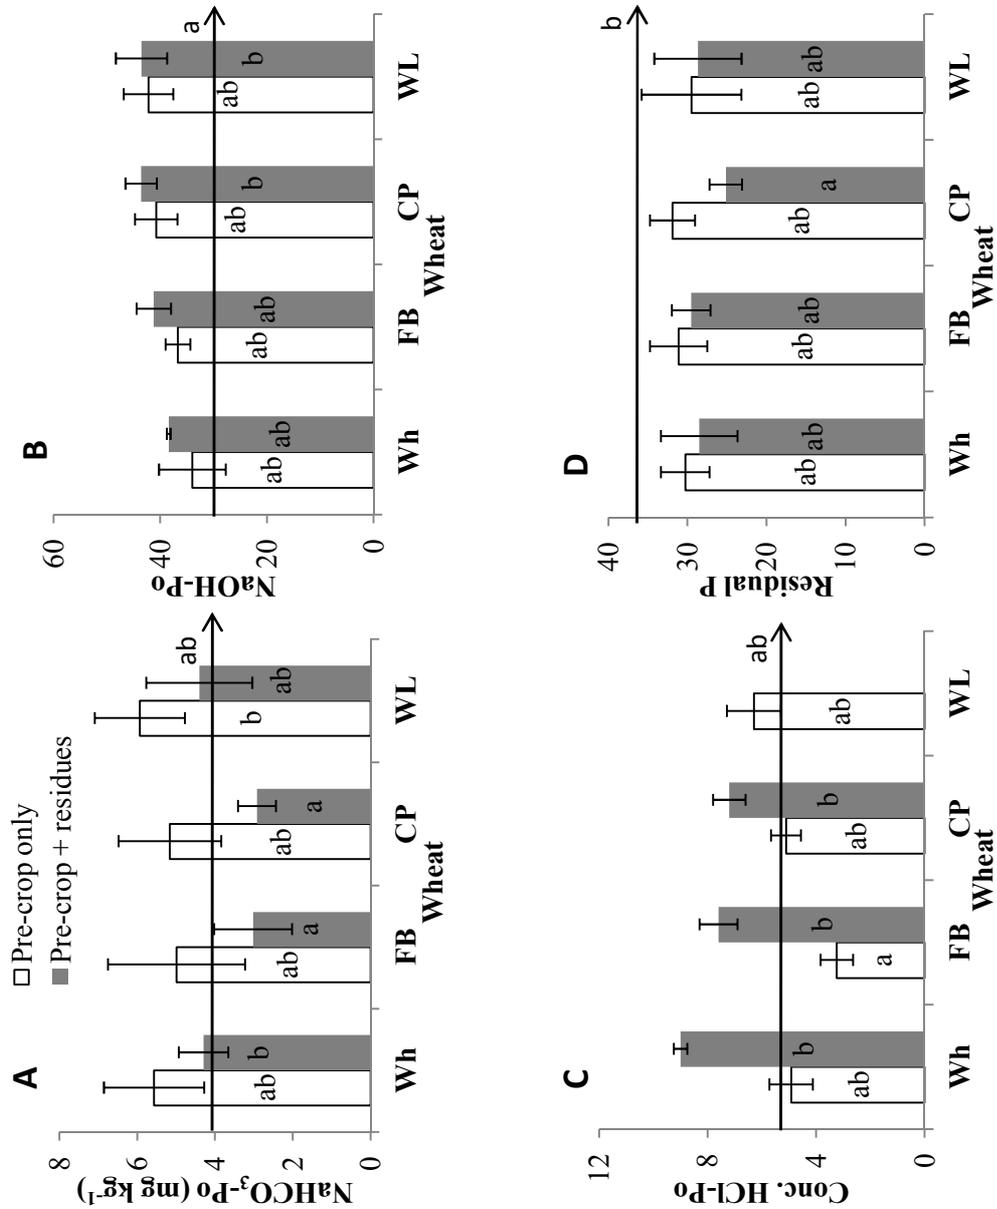 □ Pre-crop only
■ Pre-crop + residues
A
NaHCO3-Po (mg kg-1)
8
6
4
2
0
ab
ab
b
ab
a
ab
a
b
ab
Wh
FB
CP
WL
Wheat
B
NaOH-Po
60
40
20
0
a
ab
ab
ab
ab
ab
b
ab
b
Wh
FB
CP
WL
Wheat
C
Conc. HCl-Po
12
8
4
0
ab
ab
b
a
b
ab
b
ab
Wh
FB
CP
WL
Wheat
D
Residual P
40
30
20
10
0
b
ab
ab
ab
ab
ab
a
ab
ab
Wh
FB
CP
WL
Wheat